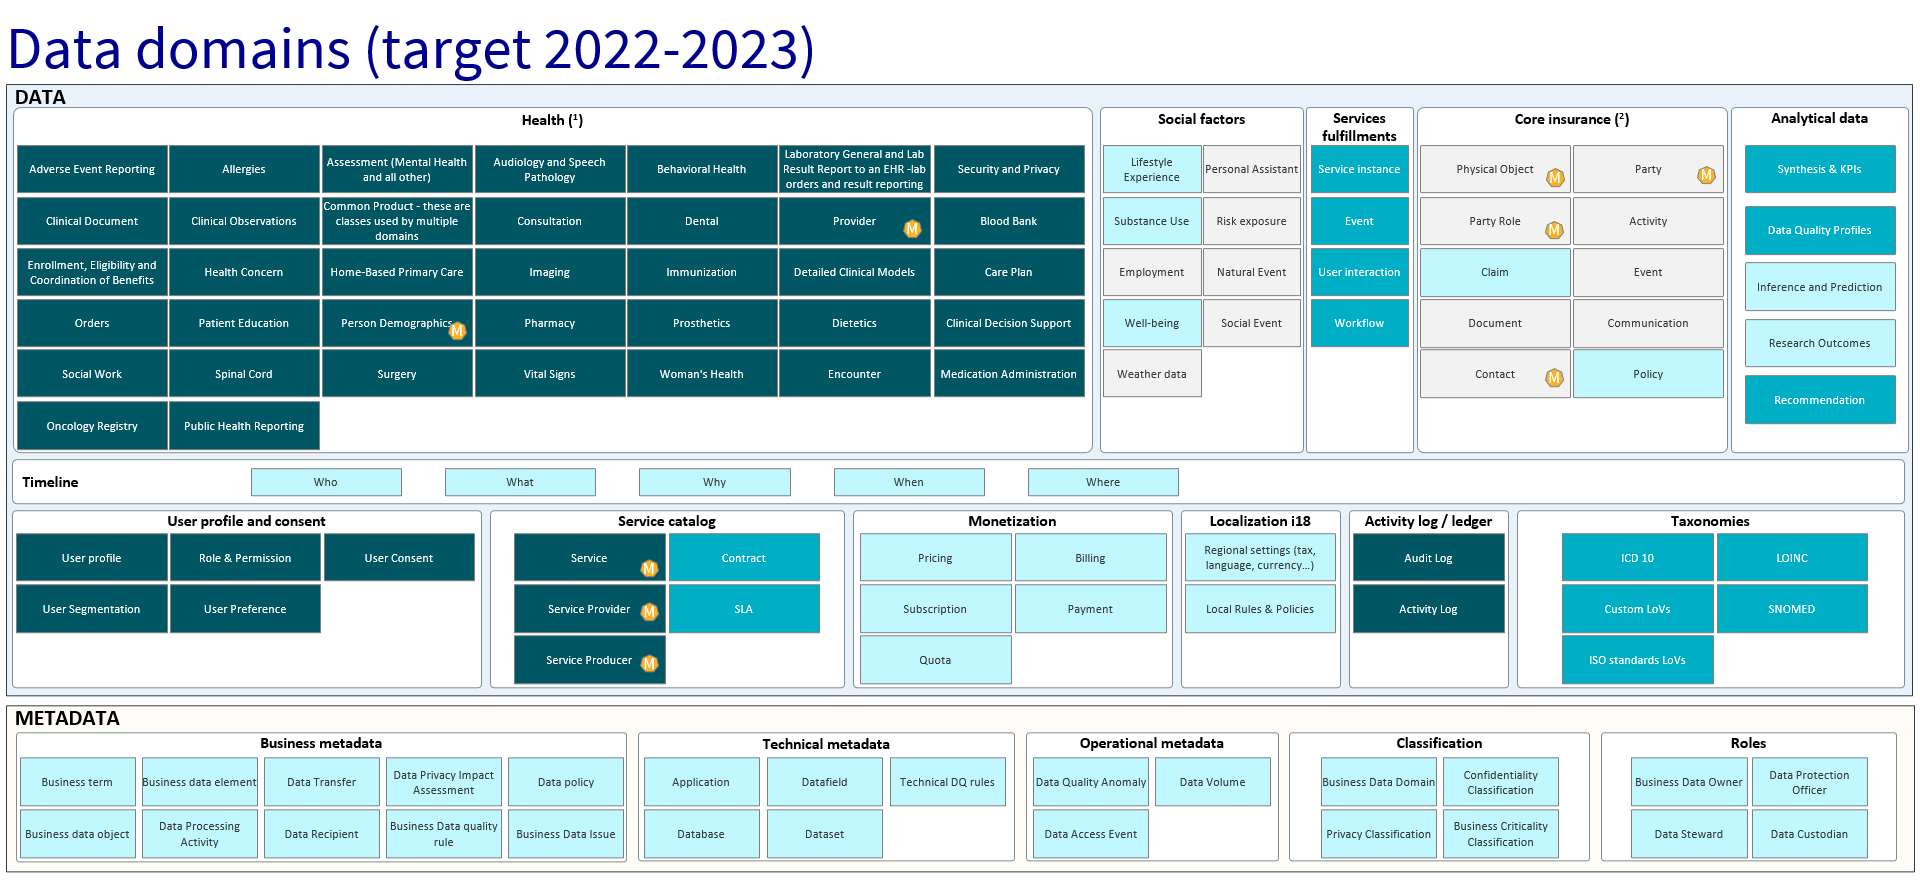 Data domains (target 2022-2023)
DATA
Health (¹)
Adverse Event Reporting
Allergies
Assessment (Mental Health
and all other)
Audiology and Speech
Pathology
Behavioral Health
Laboratory General and Lab
Result Report to an EHR -lab
orders and result reporting
Security and Privacy
Clinical Document
Clinical Observations
Common Product - these are
classes used by multiple
domains
Consultation
Dental
Provider
M
Blood Bank
Enrollment, Eligibility and
Coordination of Benefits
Health Concern
Home-Based Primary Care
Imaging
Immunization
Detailed Clinical Models
Care Plan
Orders
Patient Education
Person Demographics
M
Pharmacy
Prosthetics
Dietetics
Clinical Decision Support
Social Work
Spinal Cord
Surgery
Vital Signs
Woman's Health
Encounter
Medication Administration
Oncology Registry
Public Health Reporting
Social factors
Lifestyle
Experience
Personal Assistant
Substance Use
Risk exposure
Employment
Natural Event
Well-being
Social Event
Weather data
Services
fulfillments
Service instance
Event
User interaction
Workflow
Core insurance (²)
Physical Object
M
Party
M
Party Role
M
Activity
Claim
Event
Document
Communication
Contact
M
Policy
Analytical data
Synthesis & KPIs
Data Quality Profiles
Inference and Prediction
Research Outcomes
Recommendation
Timeline
Who
What
Why
When
Where
User profile and consent
User profile
Role & Permission
User Consent
User Segmentation
User Preference
Service catalog
Service
M
Contract
Service Provider
M
SLA
Service Producer
M
Monetization
Pricing
Billing
Subscription
Payment
Quota
Localization i18
Regional settings (tax,
language, currency...)
Local Rules & Policies
Activity log / ledger
Audit Log
Activity Log
Taxonomies
ICD 10
LOINC
Custom LoVs
SNOMED
ISO standards LoVs
METADATA
Business metadata
Business term
Business data element
Data Transfer
Data Privacy Impact
Assessment
Data policy
Business data object
Data Processing
Activity
Data Recipient
Business Data quality
rule
Business Data Issue
Technical metadata
Application
Datafield
Technical DQ rules
Database
Dataset
Operational metadata
Data Quality Anomaly
Data Volume
Data Access Event
Classification
Business Data Domain
Confidentiality
Classification
Privacy Classification
Business Criticality
Classification
Roles
Business Data Owner
Data Protection
Officer
Data Steward
Data Custodian